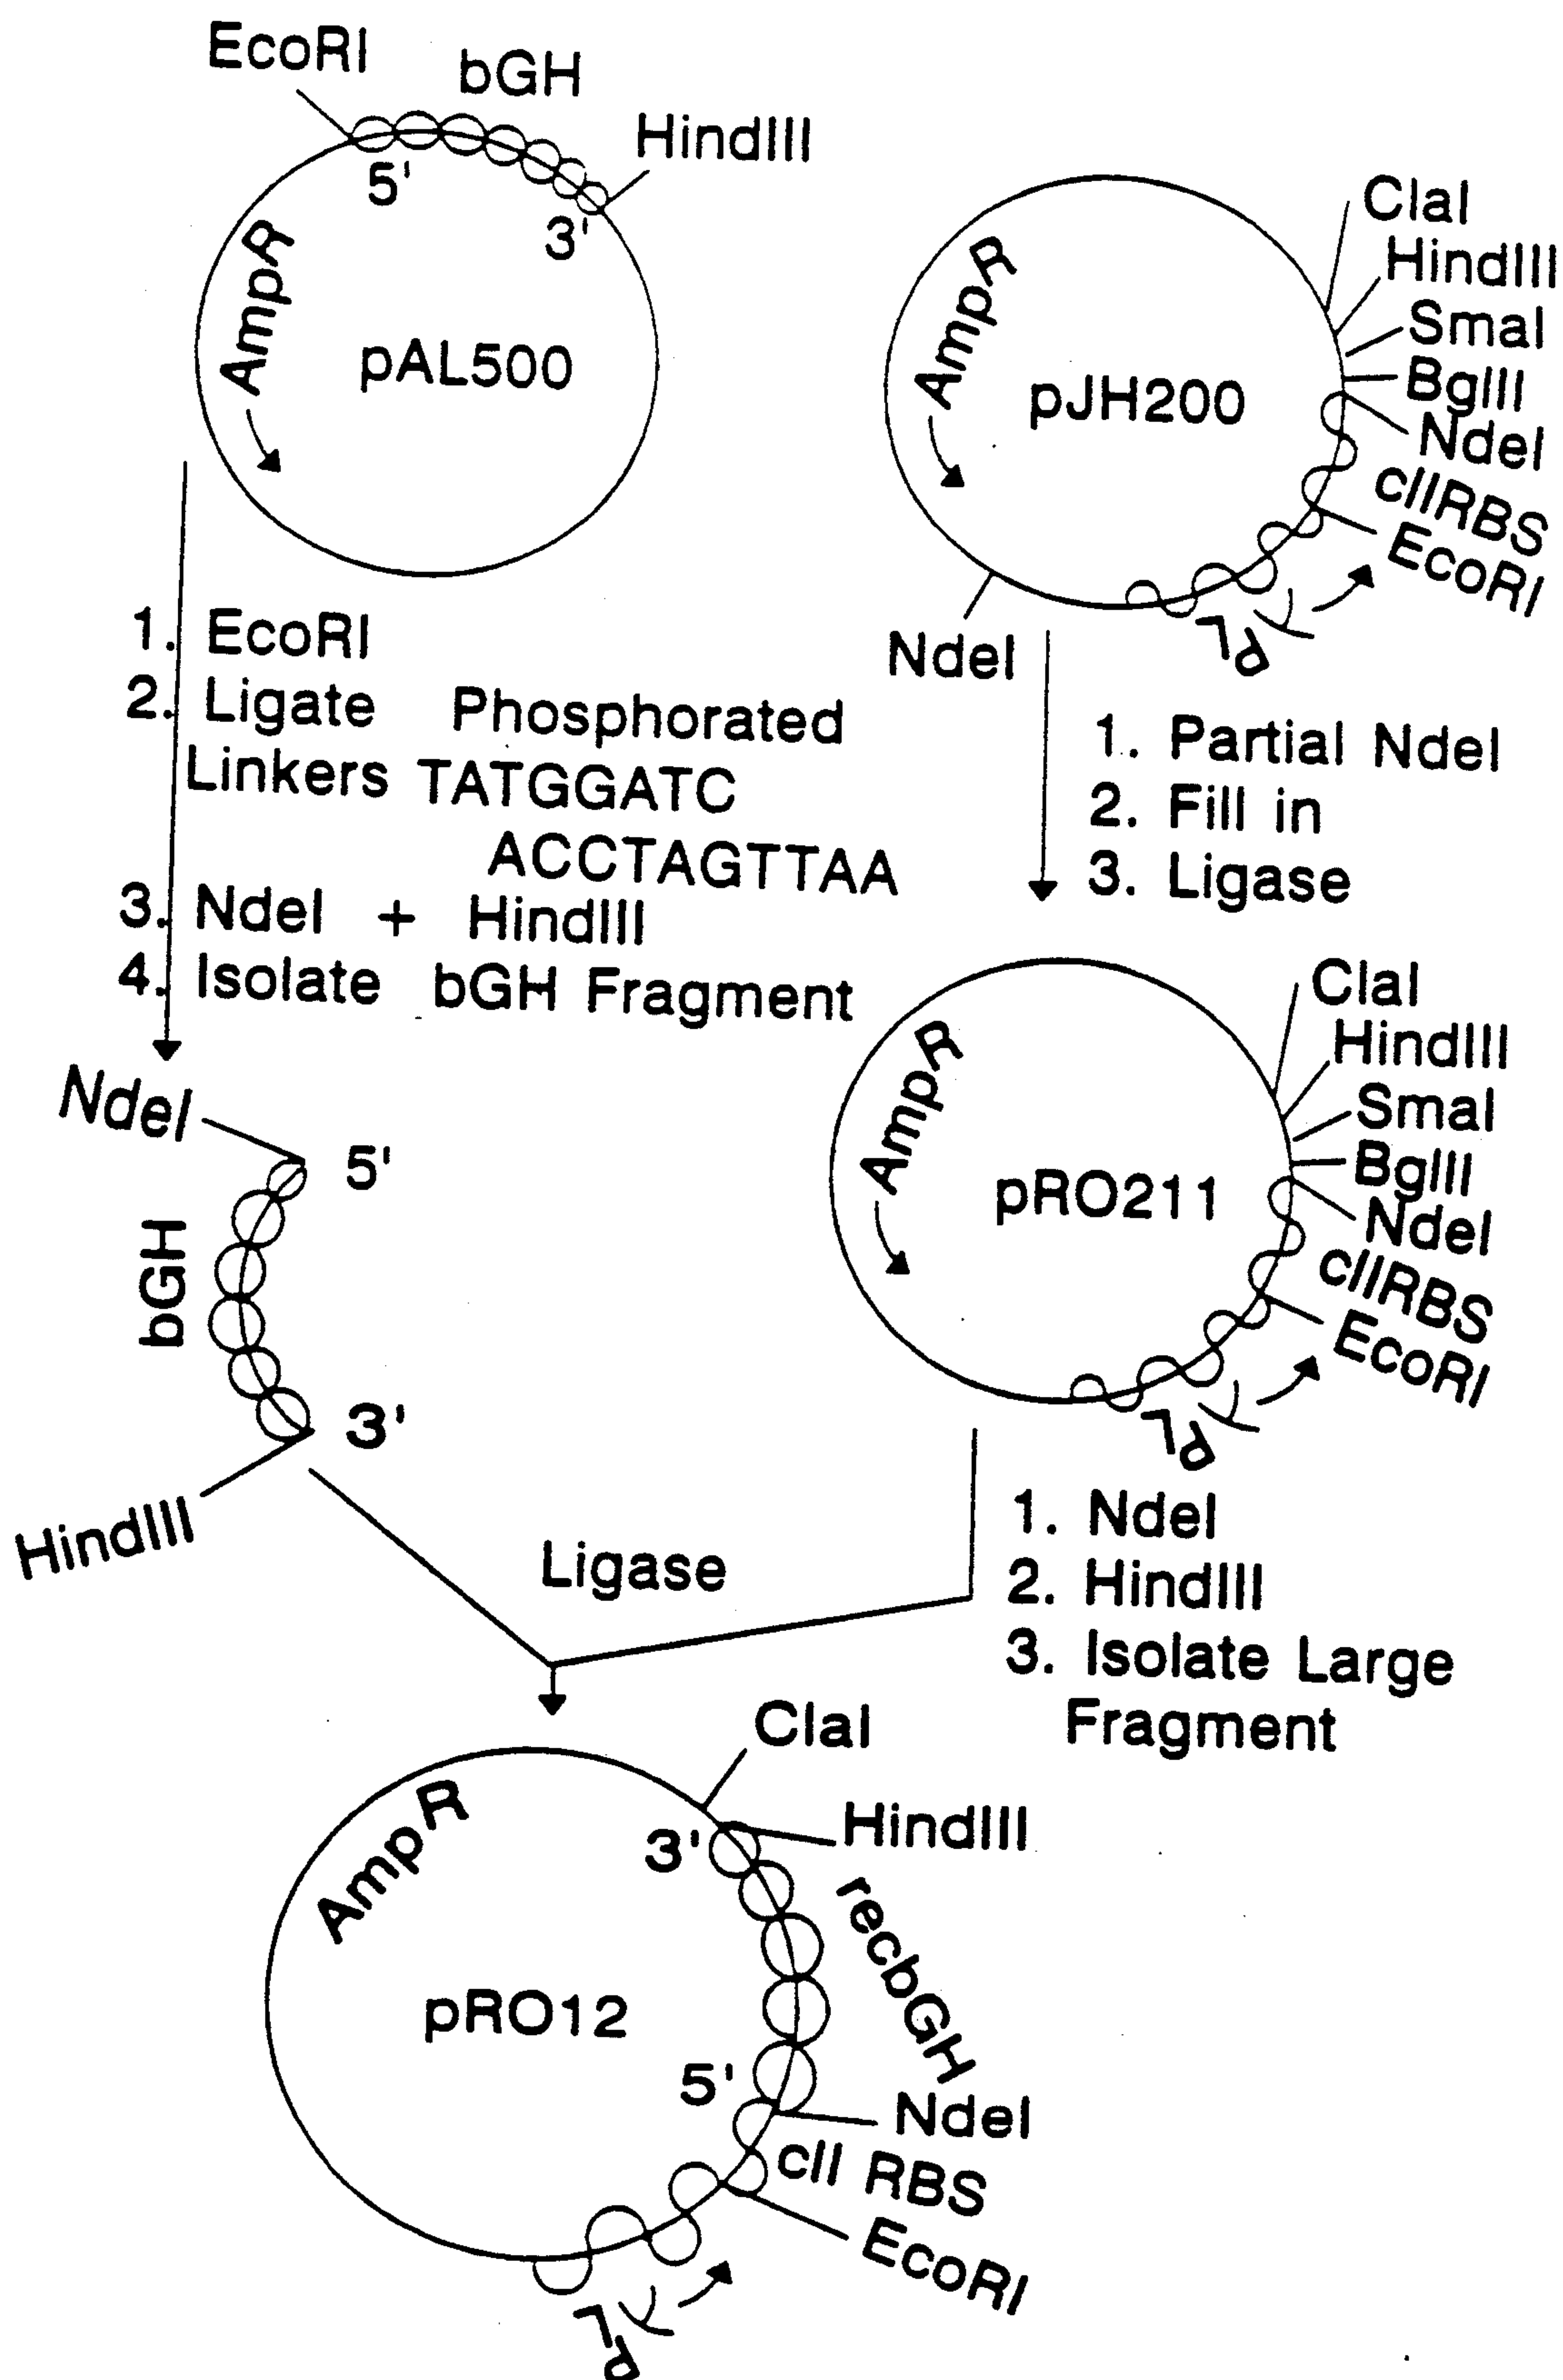 EcoRI
bGH
HindIII
5'
3'
AmpR
pAL500
ClaI
HindIII
SmaI
BglII
NdeI
cIIRBS
EcoRI
AmpR
pJH200
PL
NdeI
1. EcoRI
2. Ligate Phosphorated
Linkers TATGGATC
ACCTAGTTAA
3. NdeI + HindIII
4. Isolate bGH Fragment
1. Partial NdeI
2. Fill in
3. Ligase
NdeI
5'
bGH
3'
HindIII
ClaI
HindIII
SmaI
BglII
NdeI
cIIRBS
EcoRI
AmpR
pRO211
PL
1. NdeI
2. HindIII
3. Isolate Large
Fragment
Ligase
ClaI
HindIII
3'
AmpR
recbGH
pRO12
5'
NdeI
cII RBS
EcoRI
PL